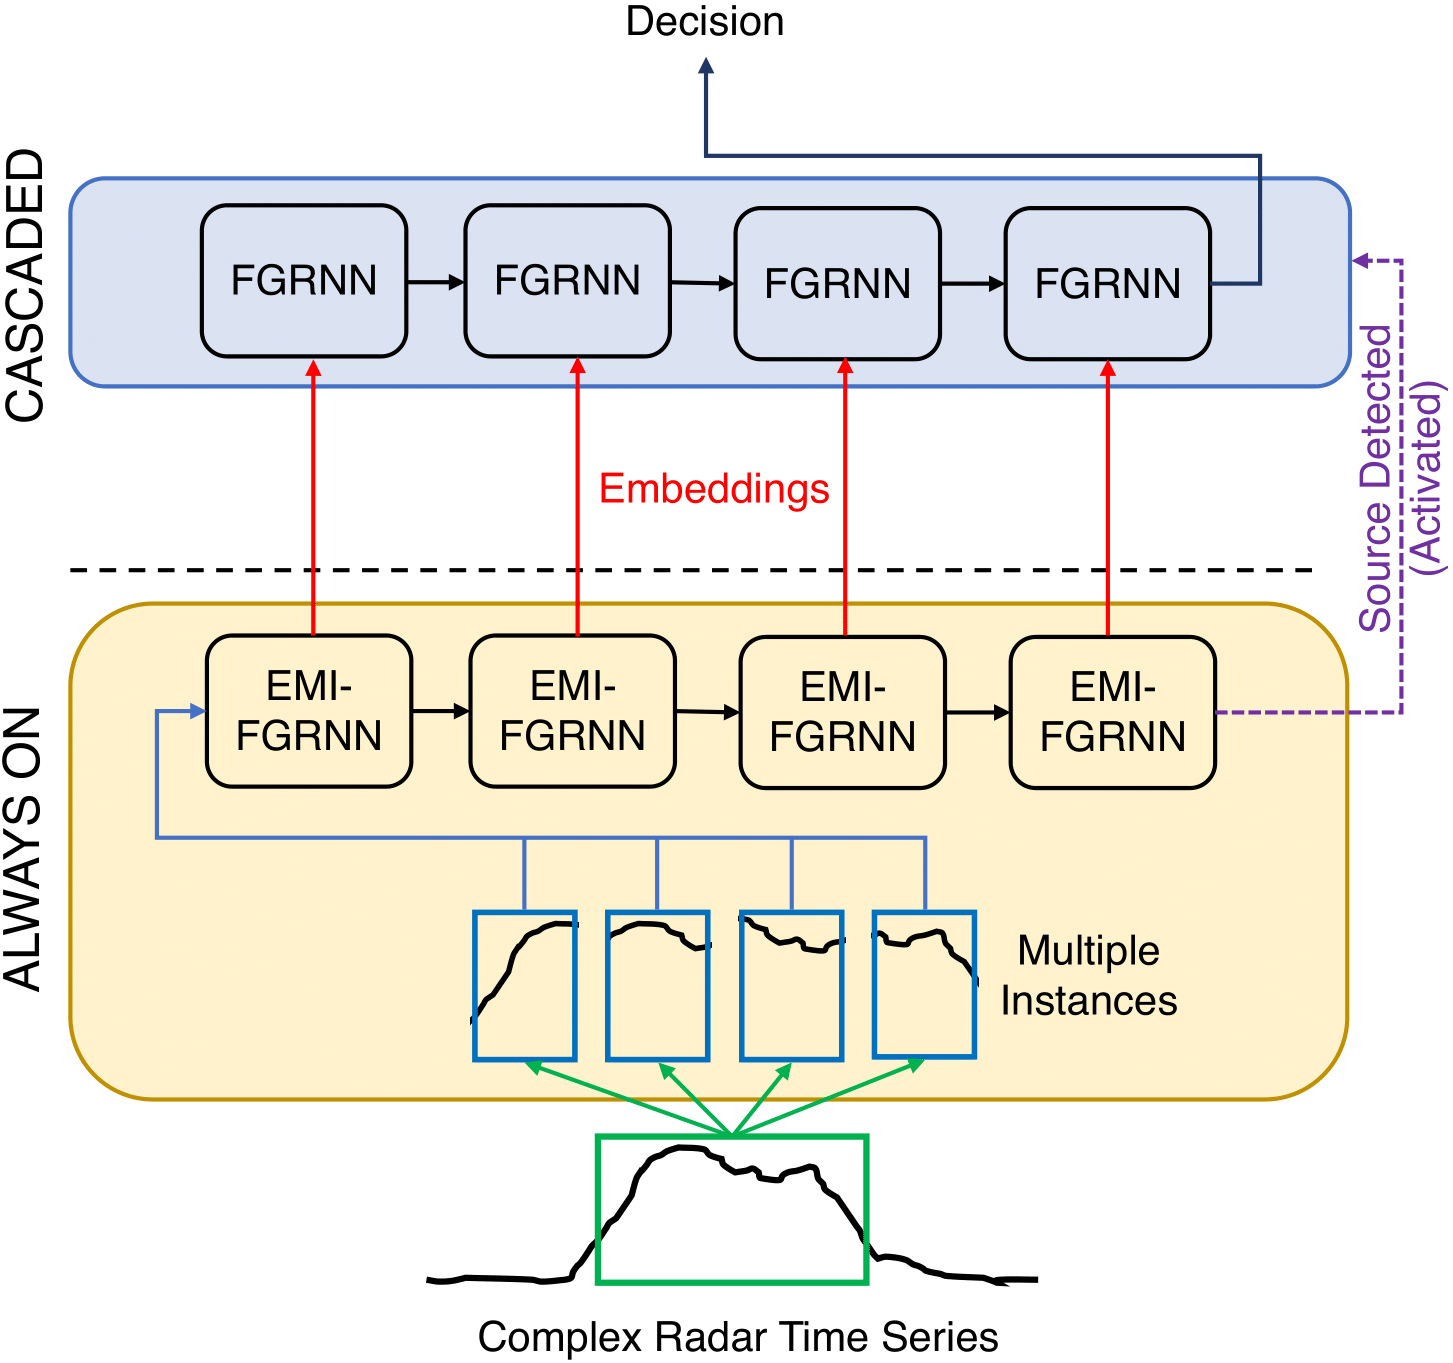 Decision
CASCADED
FGRNN
FGRNN
FGRNN
FGRNN
Embeddings
Source Detected
(Activated)
ALWAYS ON
EMI-
FGRNN
EMI-
FGRNN
EMI-
FGRNN
EMI-
FGRNN
Multiple
Instances
Complex Radar Time Series